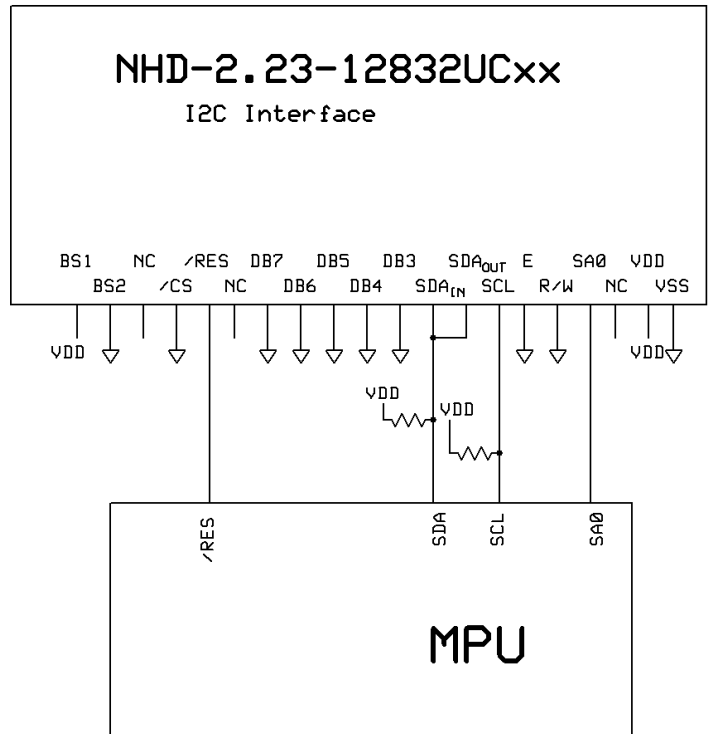 NHD-2.23-12832UCxx
I2C Interface
BS1 NC /RES DB7 DB5 DB3 SDAOUT E SA0 VDD
BS2 /CS NC DB6 DB4 SDAIN SCL R/W NC VSS
VDD VDD
VDD VDD
/RES SDA SCL SA0
MPU